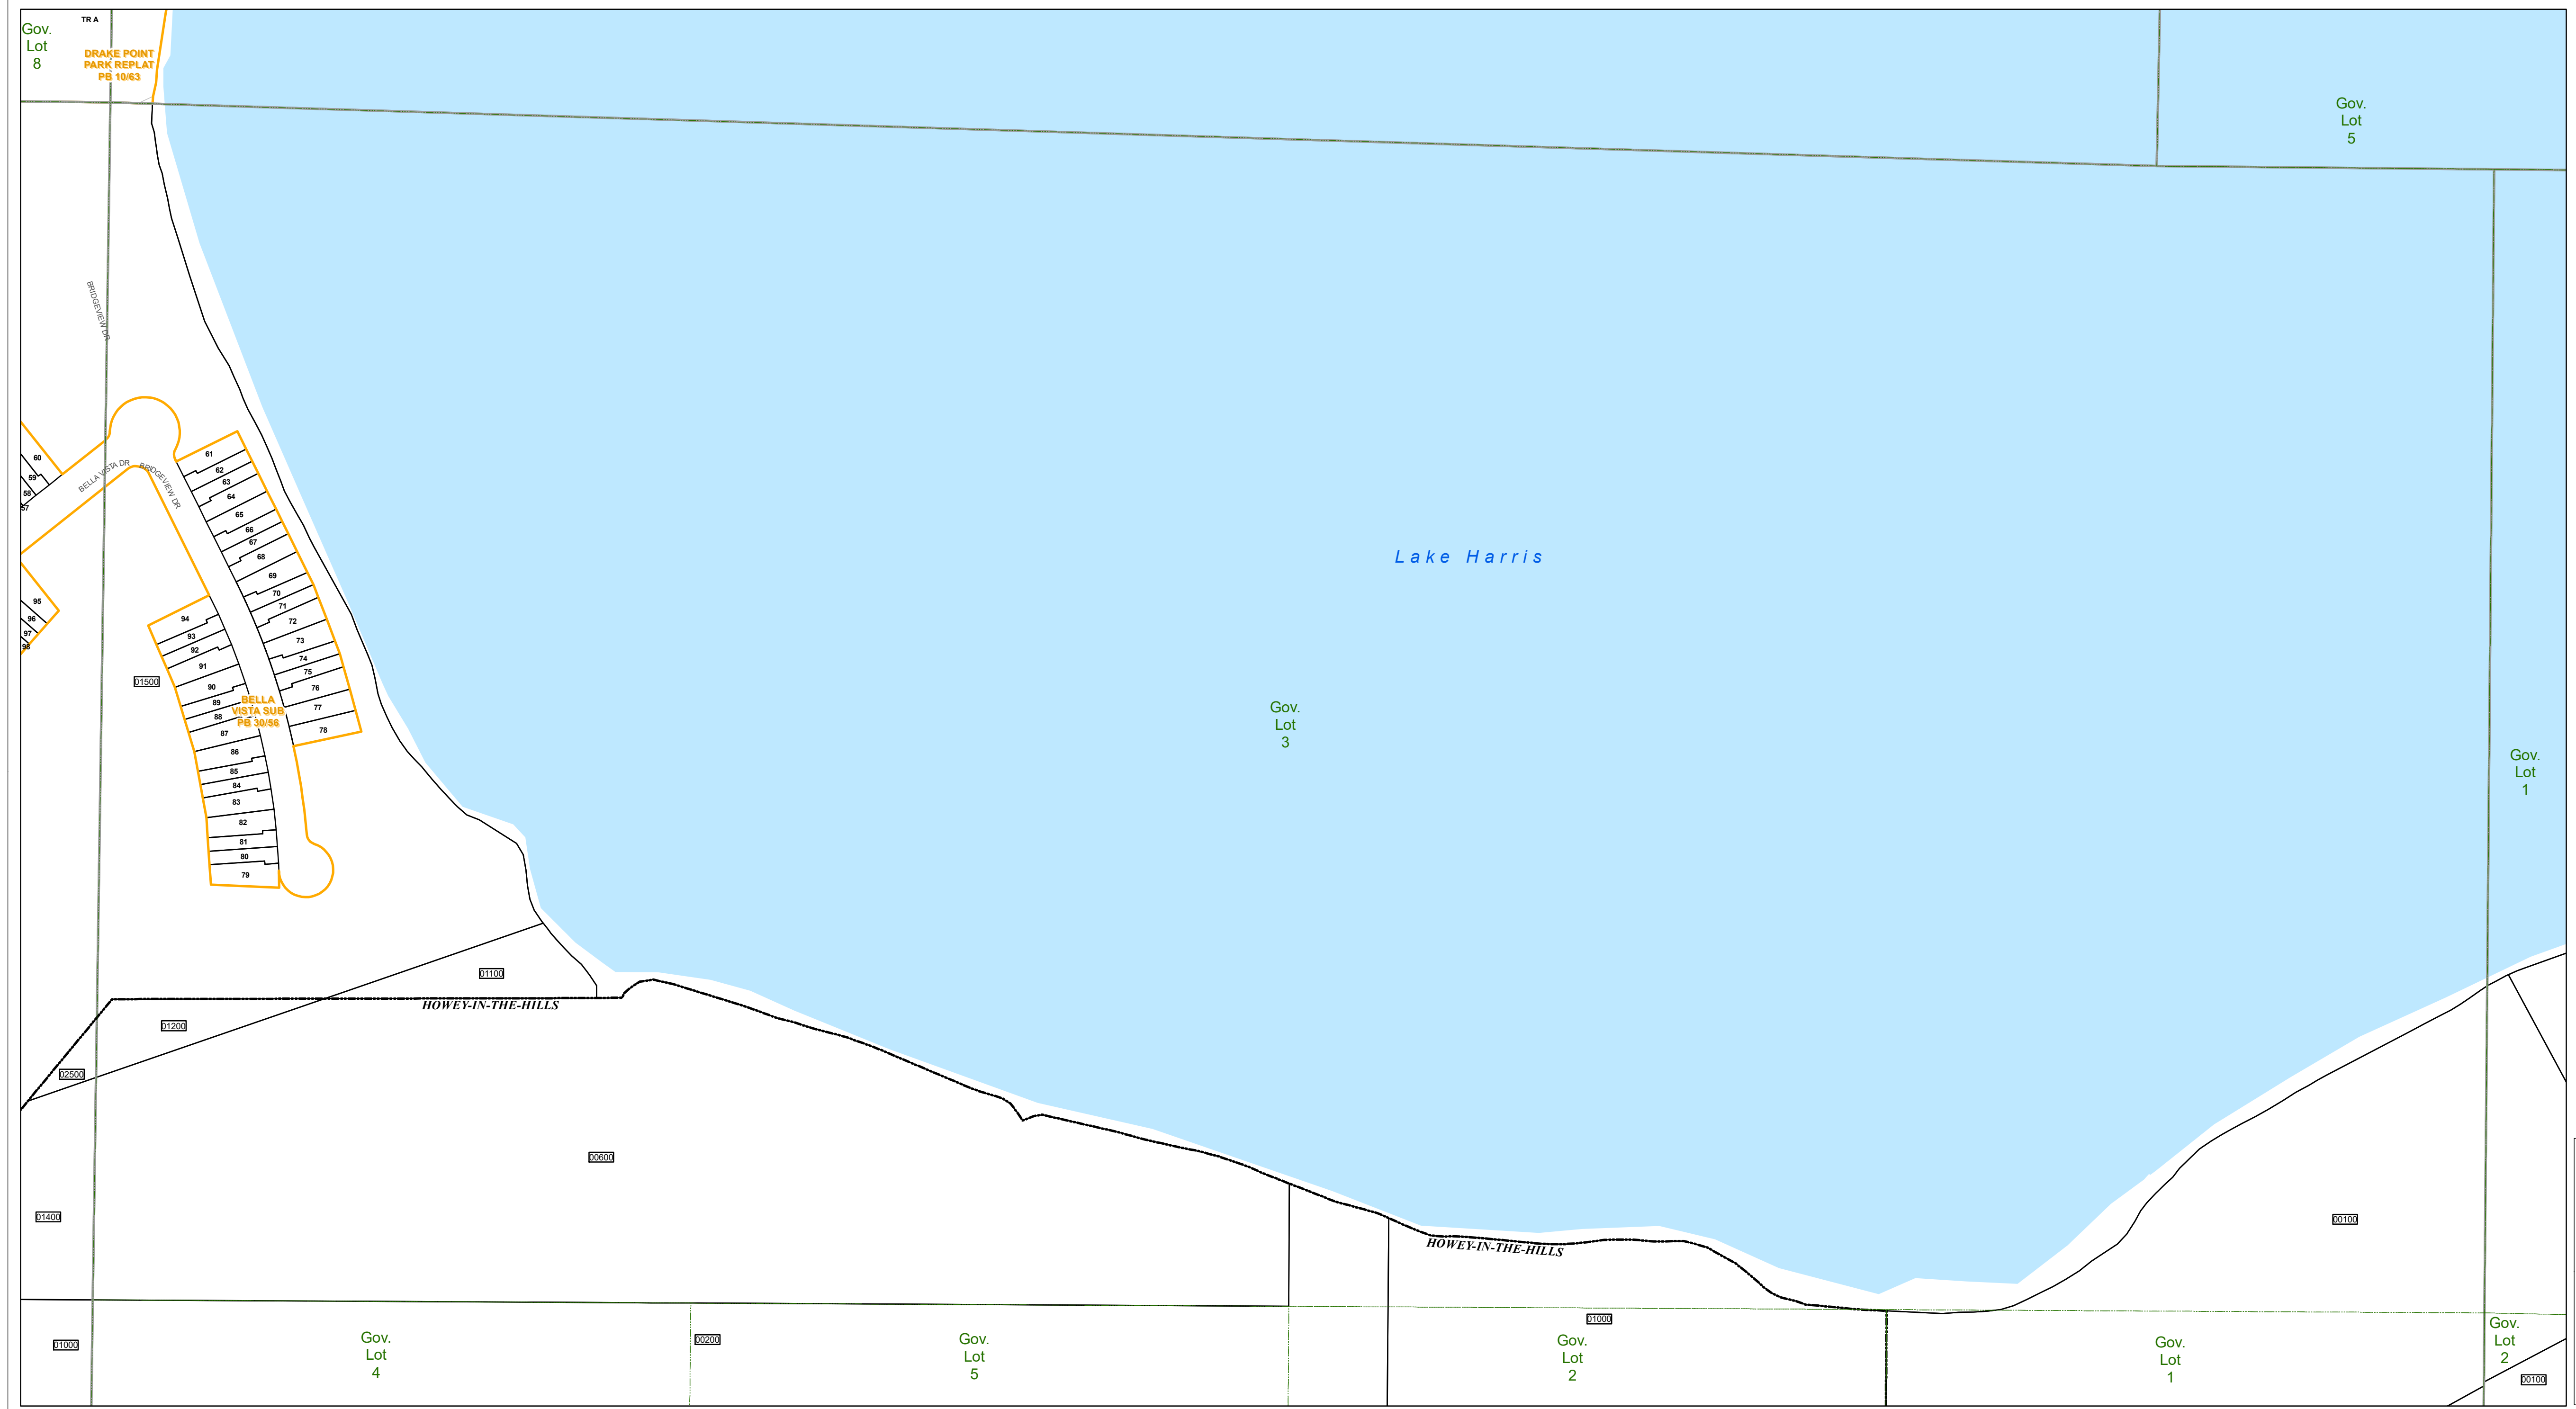 TR A
Gov.
Lot
8
DRAKE POINT
PARK REPLAT
PB 10/63
Gov.
Lot
5
BRIDGEVIEW DR
BELLA VISTA DR
BRIDGEVIEW DR
60
59
58
57
61
62
63
64
65
66
67
68
69
70
71
72
73
74
75
76
77
78
95
96
97
98
94
93
92
91
90
89
88
87
86
85
84
83
82
81
80
79
01500
BELLA
VISTA SUB
PB 30/56
Lake Harris
Gov.
Lot
3
Gov.
Lot
1
01100
HOWEY-IN-THE-HILLS
01200
02500
00600
01400
00100
HOWEY-IN-THE-HILLS
01000
01000
Gov.
Lot
4
00200
Gov.
Lot
5
Gov.
Lot
2
Gov.
Lot
1
Gov.
Lot
2
00100